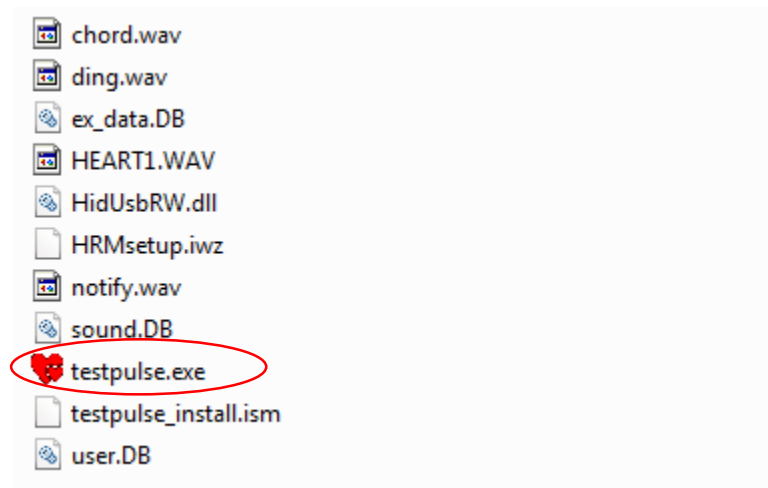 chord.wav
ding.wav
ex_data.DB
HEART1.WAV
HidUsbRW.dll
HRMsetup.iwz
notify.wav
sound.DB
testpulse.exe
testpulse_install.ism
user.DB